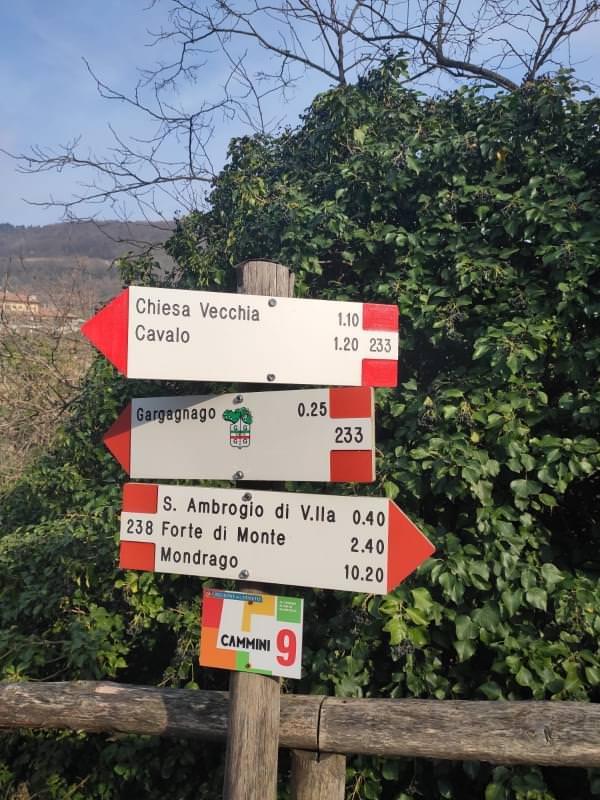 Chiesa Vecchia 1.10
Cavalo 1.20 233
Gargagnago 0.25
233
S. Ambrogio di V.lla 0.40
238 Forte di Monte 2.40
Mondrago 10.20
CAMMINI 9